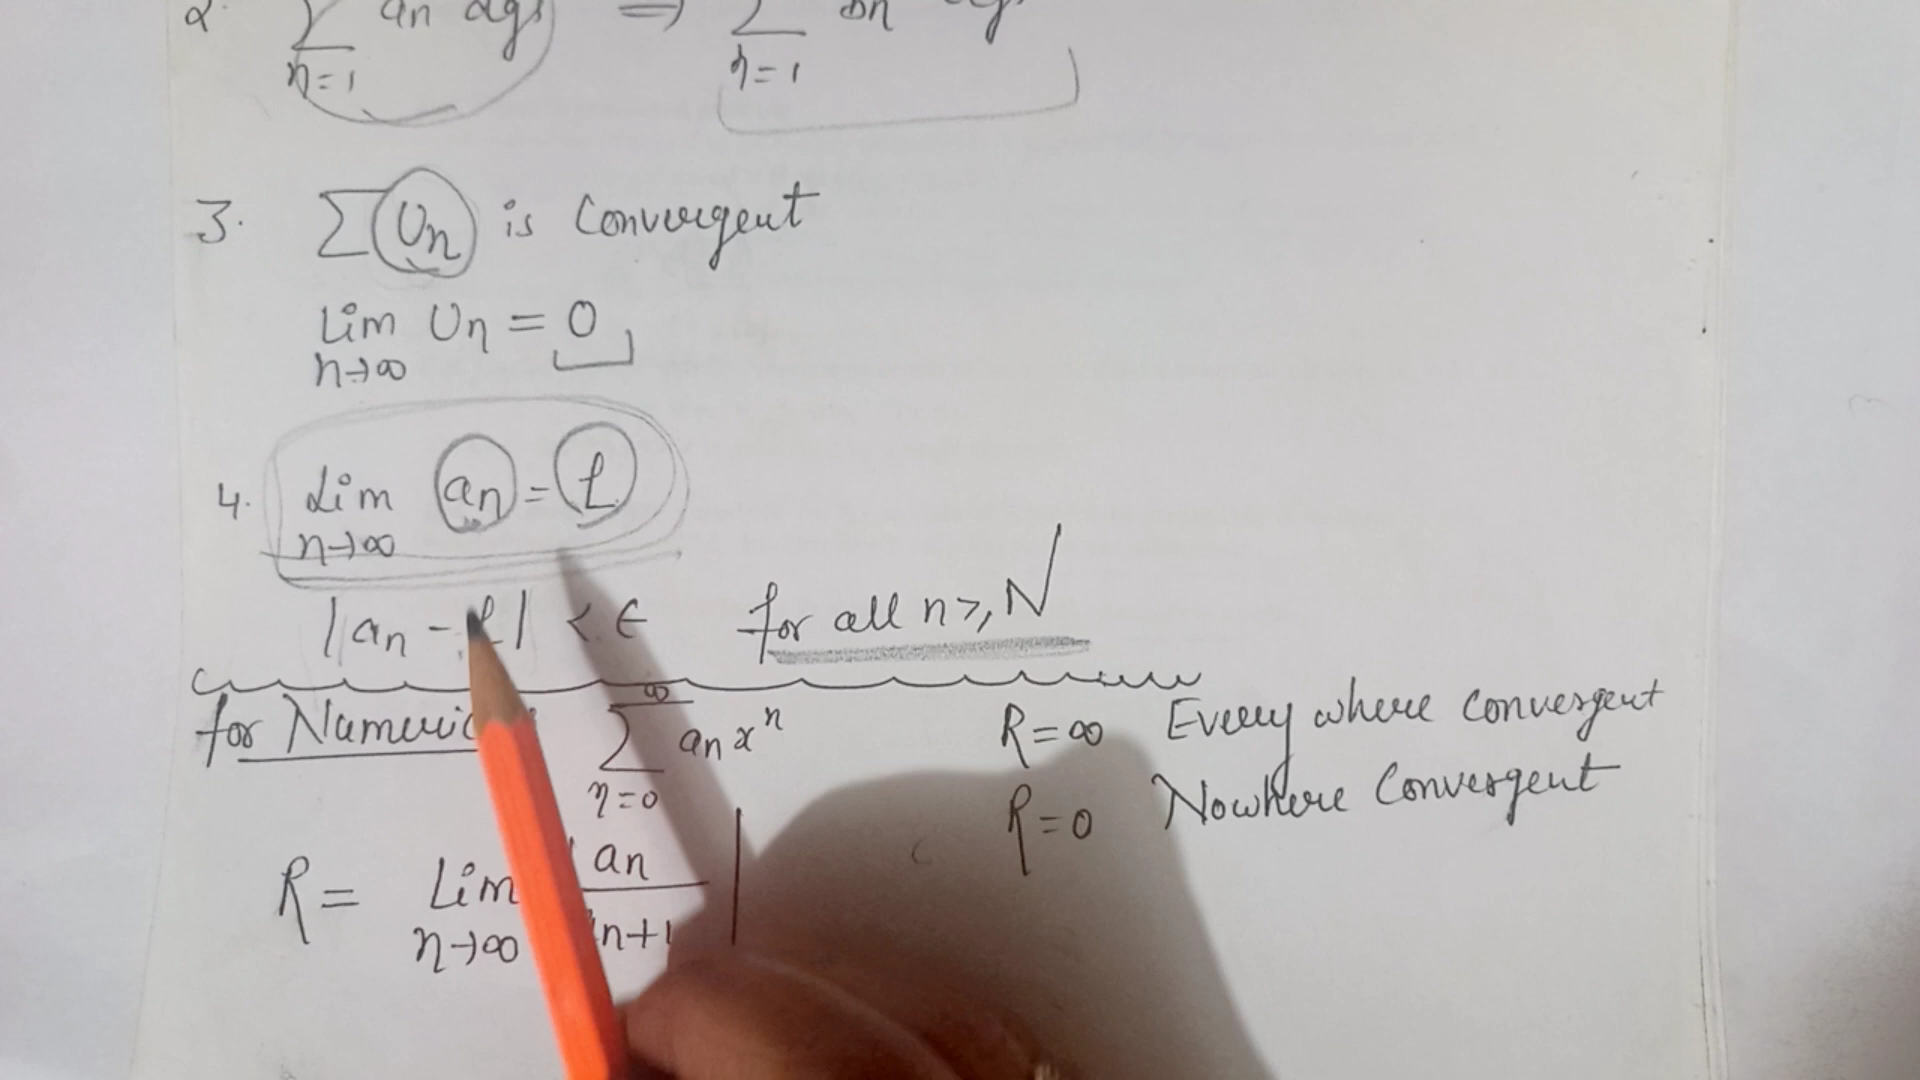 ∑ an
n=1 n=1
3. ∑ Un is Convergent
Lim Un = 0
n→∞
4. Lim an = l
n→∞
|an - l| < ϵ for all n ≥ N
for ∑ an xⁿ R=∞ Every where convergent
∞
n=0 R=0 Nowhere Convergent
R = Lim an
n→∞ n+1